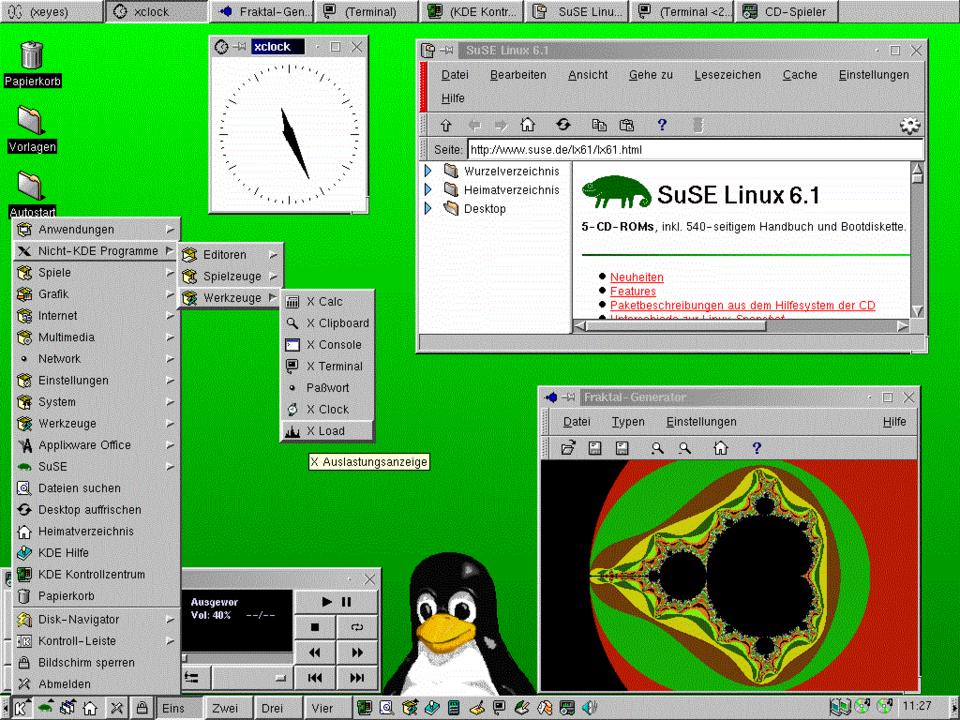 (xeyes)
xclock
Fraktal-Gen...
(Terminal)
(KDE Kontr...
SuSE Linu...
(Terminal <2...
CD-Spieler
Papierkorb
Vorlagen
Autostart
xclock
SuSE Linux 6.1
Datei Bearbeiten Ansicht Gehe zu Lesezeichen Cache Einstellungen
Hilfe
Seite: http://www.suse.de/lx61/lx61.html
Wurzelverzeichnis
Heimatverzeichnis
Desktop
SuSE Linux 6.1
5-CD-ROMs, inkl. 540-seitigem Handbuch und Bootdiskette.
Neuheiten
Features
Paketbeschreibungen aus dem Hilfesystem der CD
Unterschiede zur Linux-Snapshot
Anwendungen
Nicht-KDE Programme
Spiele
Grafik
Internet
Multimedia
Network
Einstellungen
System
Werkzeuge
Applixware Office
SuSE
Dateien suchen
Desktop auffrischen
Heimatverzeichnis
KDE Hilfe
KDE Kontrollzentrum
Papierkorb
Disk-Navigator
Kontroll-Leiste
Bildschirm sperren
Abmelden
Editoren
Spielzeuge
Werkzeuge
X Calc
X Clipboard
X Console
X Terminal
Paßwort
X Clock
X Load
X Auslastungsanzeige
Fraktal-Generator
Datei Typen Einstellungen Hilfe
Ausgewor
Vol: 40% --/--
Eins Zwei Drei Vier
11:27